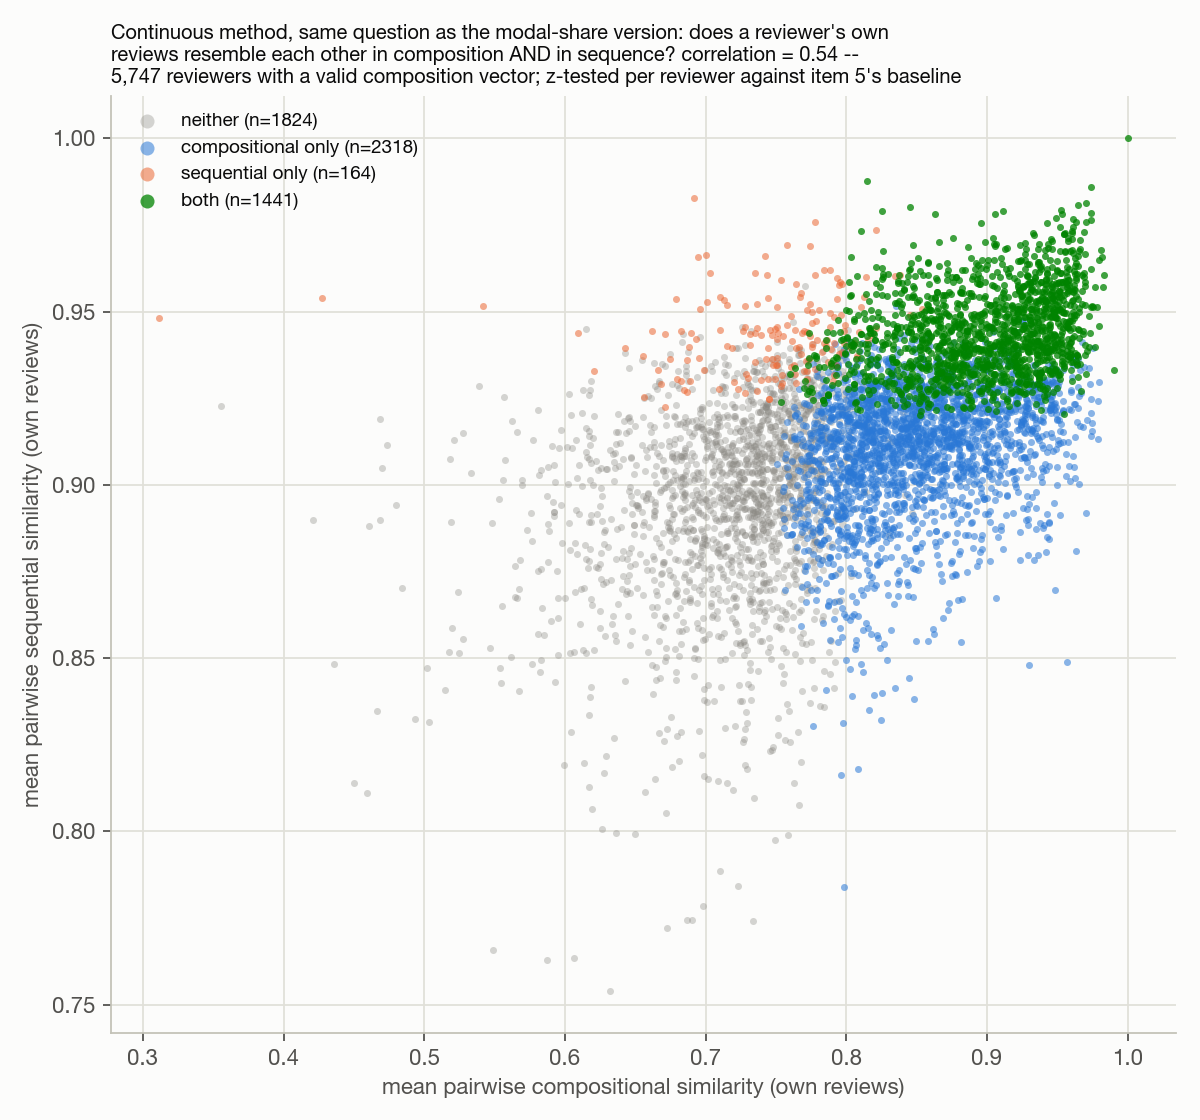 Continuous method, same question as the modal-share version: does a reviewer's own
reviews resemble each other in composition AND in sequence? correlation = 0.54 --
5,747 reviewers with a valid composition vector; z-tested per reviewer against item 5's baseline
neither (n=1824)
compositional only (n=2318)
sequential only (n=164)
both (n=1441)
1.00
0.95
0.90
0.85
0.80
0.75
mean pairwise sequential similarity (own reviews)
0.3 0.4 0.5 0.6 0.7 0.8 0.9 1.0
mean pairwise compositional similarity (own reviews)